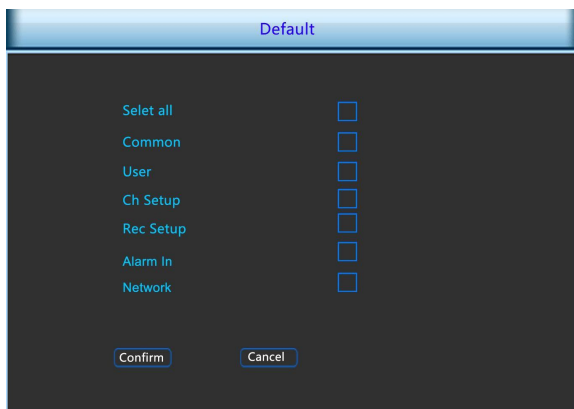 Default
Selet all
Common
User
Ch Setup
Rec Setup
Alarm In
Network
Confirm Cancel